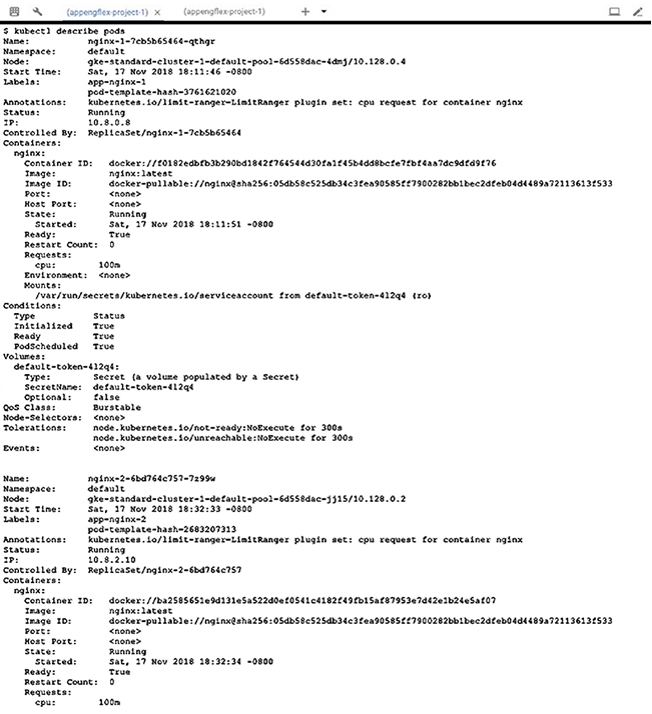 (appengflex-project-1) × (appengflex-project-1) +
$ kubectl describe pods
Name: nginx-1-7cb5b65464-qthgr
Namespace: default
Node: gke-standard-cluster-1-default-pool-6d558dac-4dmj/10.128.0.4
Start Time: Sat, 17 Nov 2018 18:11:46 -0800
Labels: app-nginx-1
pod-template-hash=3761621020
Annotations: kubernetes.io/limit-ranger=LimitRanger plugin set: cpu request for container nginx
Status: Running
IP: 10.8.0.8
Controlled By: ReplicaSet/nginx-1-7cb5b65464
Containers:
nginx:
Container ID: docker://f0182edbfb3b290bd1842f764544d30fa1f45b4dd8bcfe7fbf4aa7dc9dfd9f76
Image: nginx:latest
Image ID: docker-pullable://nginx@sha256:05db58c525db34c3fea90585ff7900282bb1bec2dfeb04d4489a72113613f533
Port: <none>
Host Port: <none>
State: Running
Started: Sat, 17 Nov 2018 18:11:51 -0800
Ready: True
Restart Count: 0
Requests:
cpu: 100m
Environment: <none>
Mounts:
/var/run/secrets/kubernetes.io/serviceaccount from default-token-412q4 (ro)
Conditions:
Type Status
Initialized True
Ready True
PodScheduled True
Volumes:
default-token-412q4:
Type: Secret (a volume populated by a Secret)
SecretName: default-token-412q4
Optional: false
QoS Class: Burstable
Node-Selectors: <none>
Tolerations: node.kubernetes.io/not-ready:NoExecute for 300s
node.kubernetes.io/unreachable:NoExecute for 300s
Events: <none>
Name: nginx-2-6bd764c757-7z99w
Namespace: default
Node: gke-standard-cluster-1-default-pool-6d558dac-jj15/10.128.0.2
Start Time: Sat, 17 Nov 2018 18:32:33 -0800
Labels: app-nginx-2
pod-template-hash=2683207313
Annotations: kubernetes.io/limit-ranger=LimitRanger plugin set: cpu request for container nginx
Status: Running
IP: 10.8.2.10
Controlled By: ReplicaSet/nginx-2-6bd764c757
Containers:
nginx:
Container ID: docker://ba2585651e9d131e5a522d0ef0541c4182f49fb15af87953e7d42e1b24e5af07
Image: nginx:latest
Image ID: docker-pullable://nginx@sha256:05db58c525db34c3fea90585ff7900282bb1bec2dfeb04d4489a72113613f533
Port: <none>
Host Port: <none>
State: Running
Started: Sat, 17 Nov 2018 18:32:34 -0800
Ready: True
Restart Count: 0
Requests:
cpu: 100m